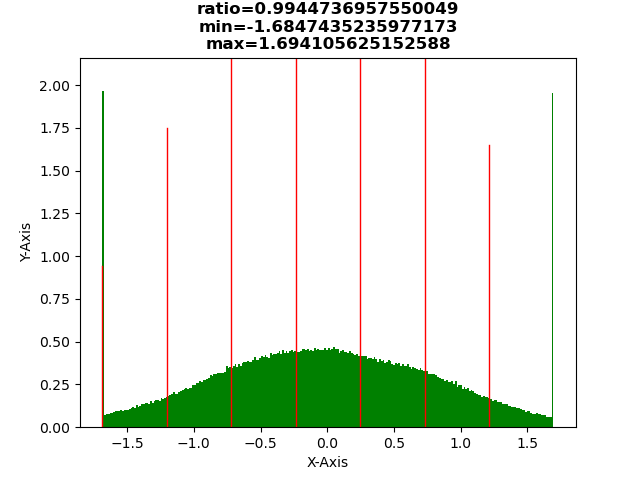 ratio=0.9944736957550049
min=-1.6847435235977173
max=1.694105625152588
2.00
1.75
1.50
1.25
1.00
0.75
0.50
0.25
0.00
Y-Axis
−1.5 −1.0 −0.5 0.0 0.5 1.0 1.5
X-Axis